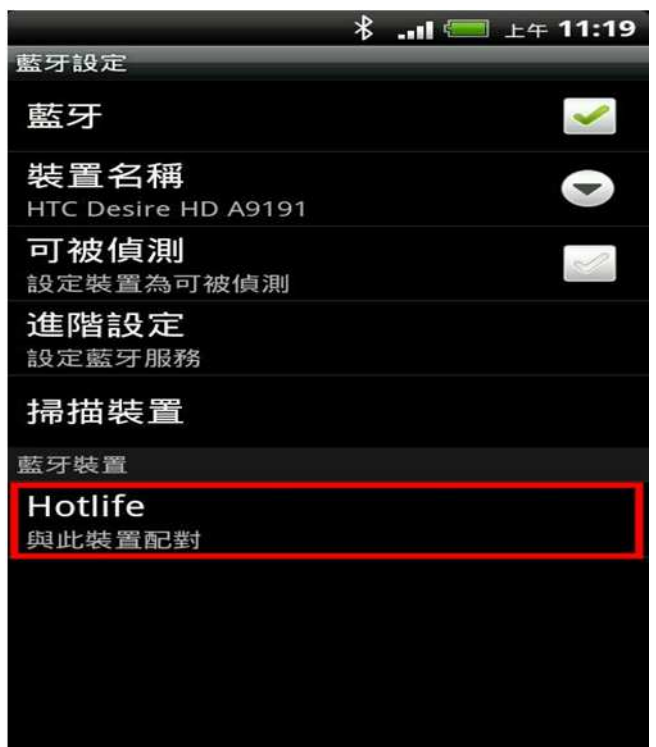 上午 11:19
藍牙設定
藍牙
裝置名稱
HTC Desire HD A9191
可被偵測
設定裝置為可被偵測
進階設定
設定藍牙服務
掃描裝置
藍牙裝置
Hotlife
與此裝置配對